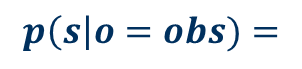 p(s|o = obs) =